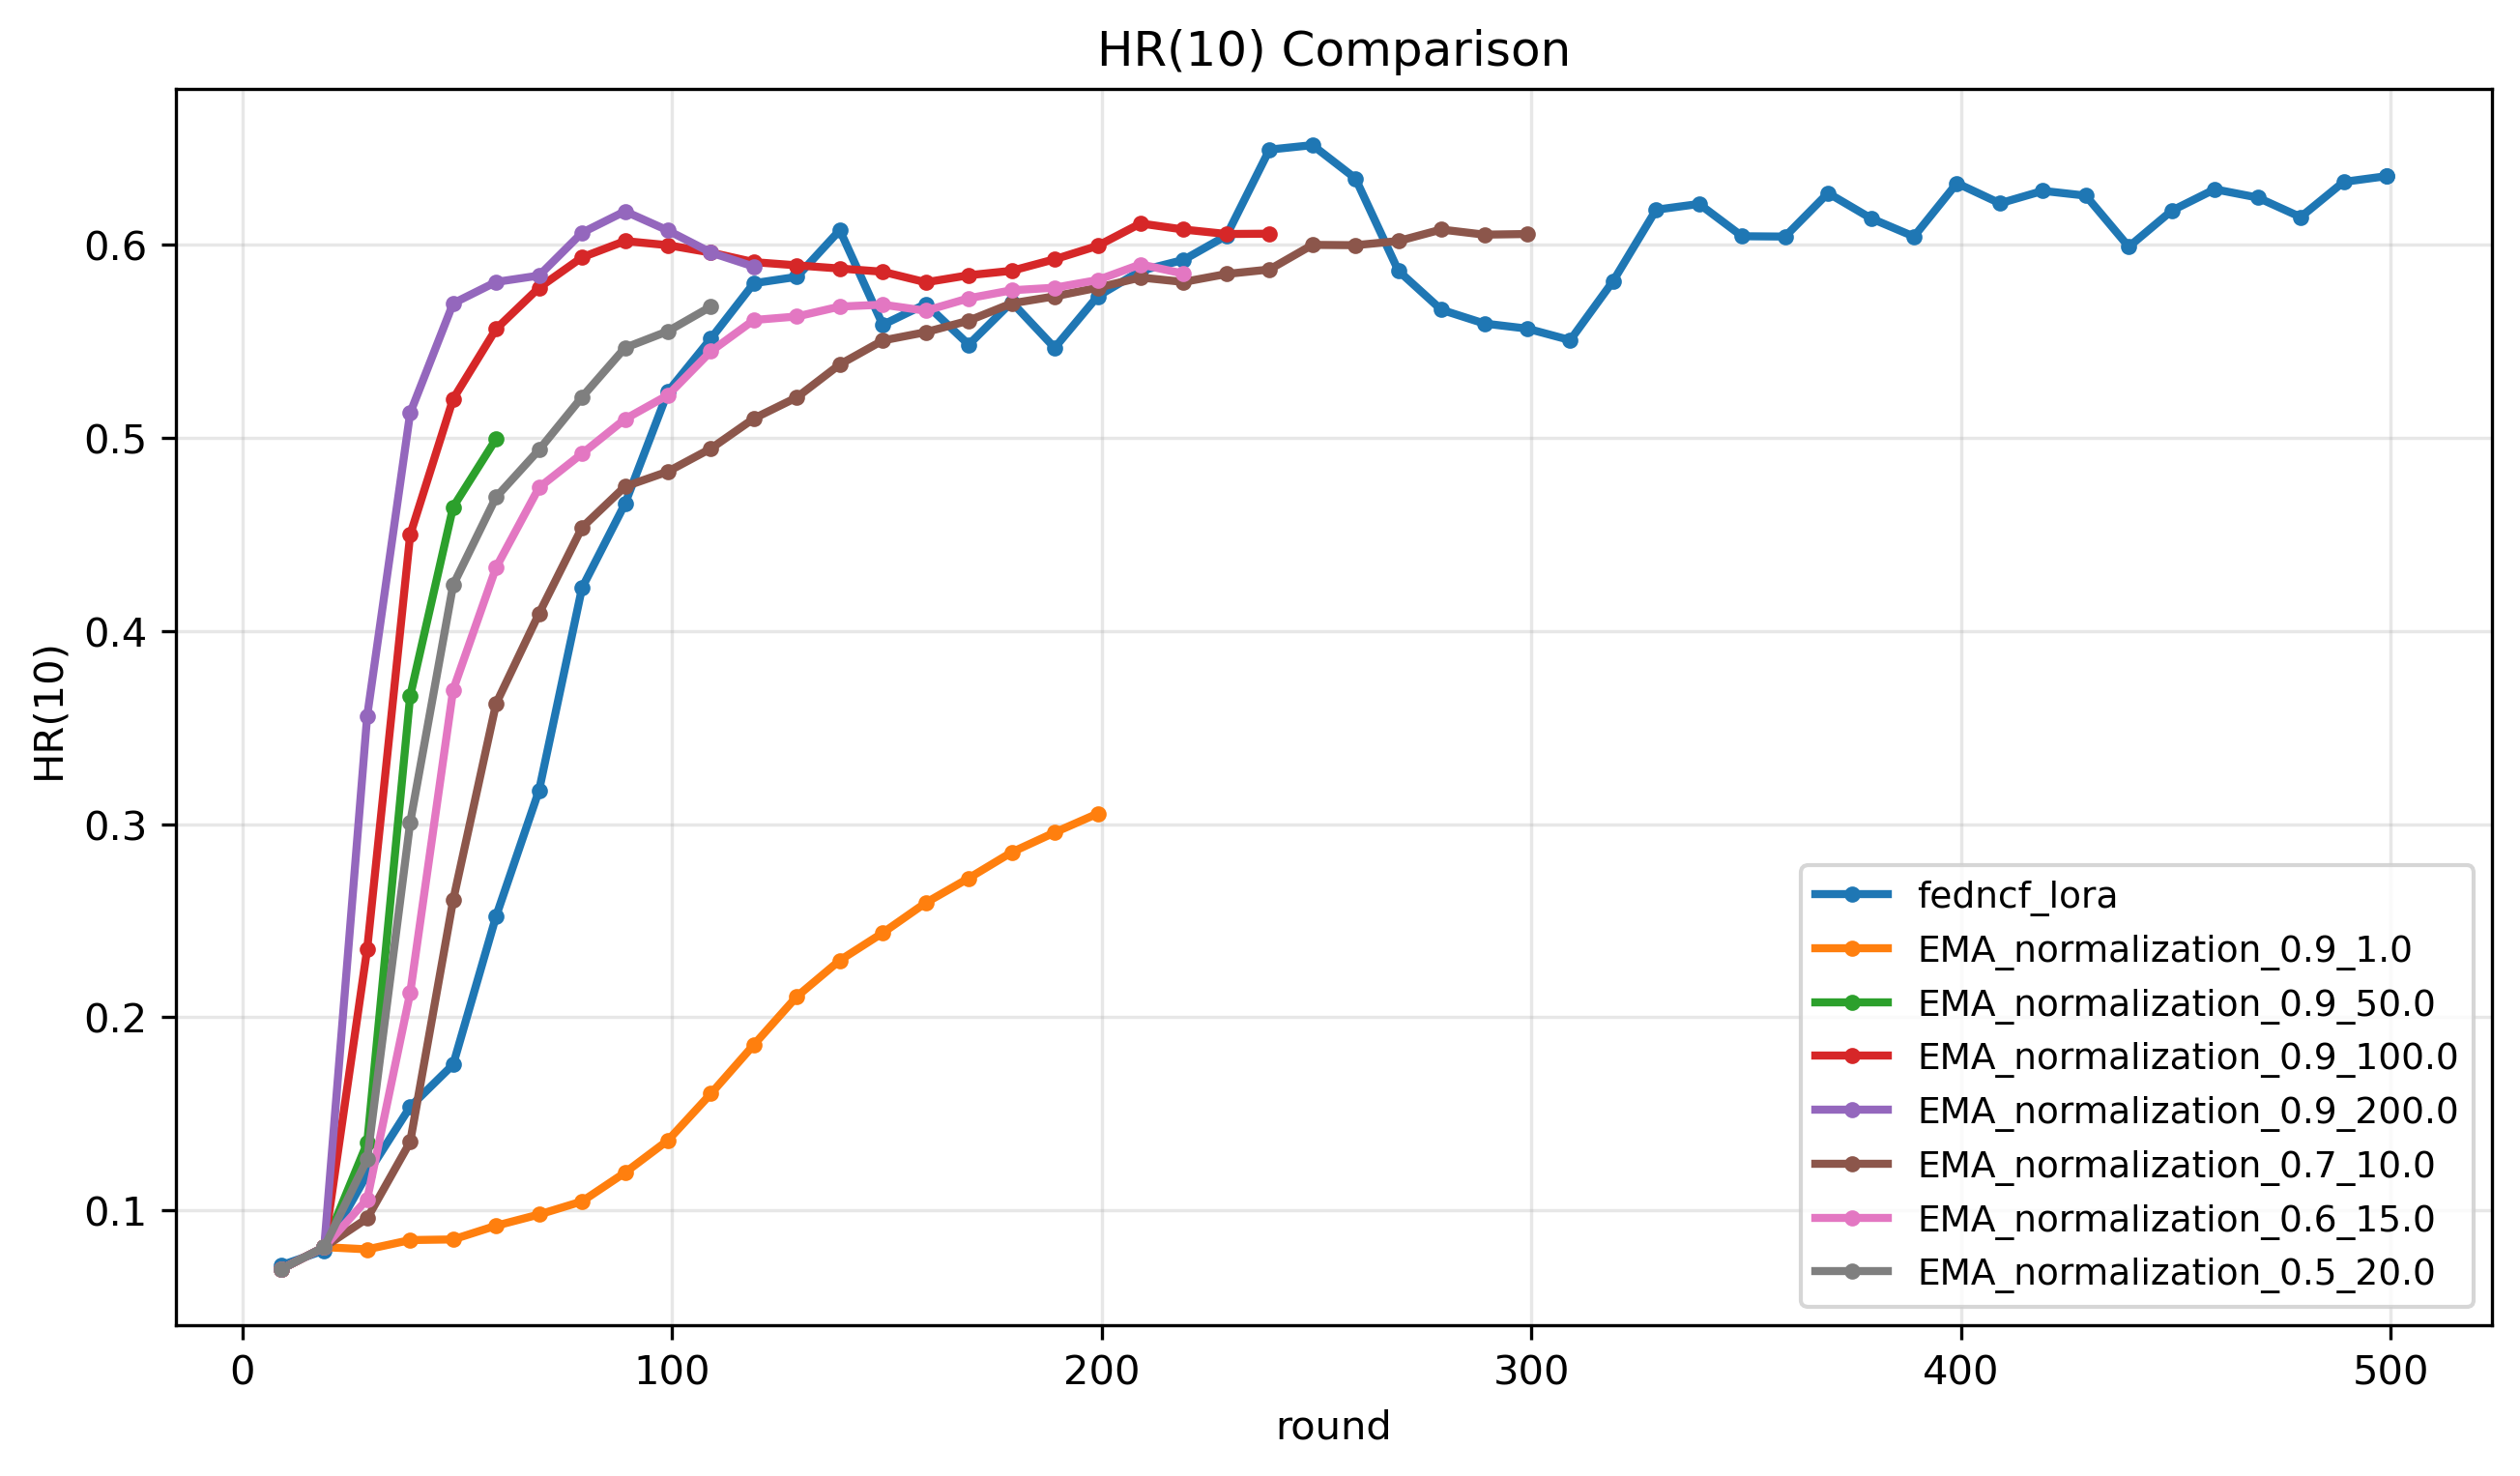 HR(10) Comparison
HR(10)
0.6
0.5
0.4
0.3
0.2
0.1
0 100 200 300 400 500
round
fedncf_lora
EMA_normalization_0.9_1.0
EMA_normalization_0.9_50.0
EMA_normalization_0.9_100.0
EMA_normalization_0.9_200.0
EMA_normalization_0.7_10.0
EMA_normalization_0.6_15.0
EMA_normalization_0.5_20.0